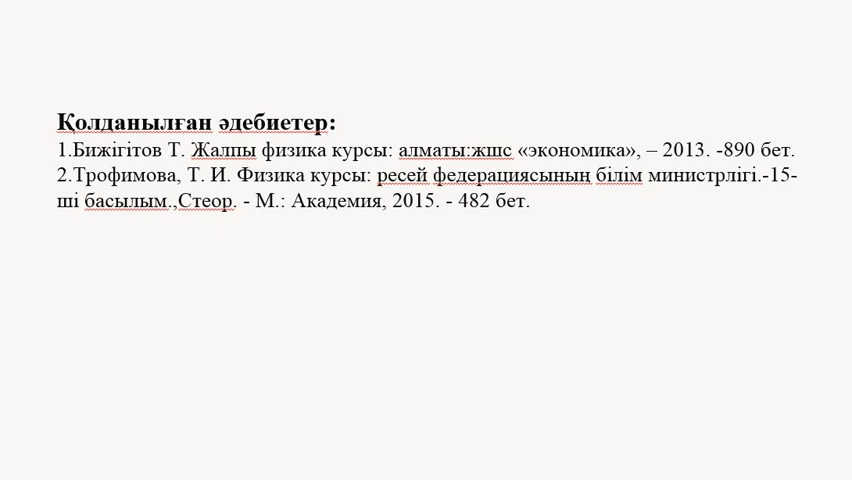 Қолданылған әдебиетер:
1.Бижігітов Т. Жалпы физика курсы: алматы:жшс «экономика», – 2013. -890 бет.
2.Трофимова, Т. И. Физика курсы: ресей федерациясының білім министрлігі.-15-
ші басылым.,Стеор. - М.: Академия, 2015. - 482 бет.